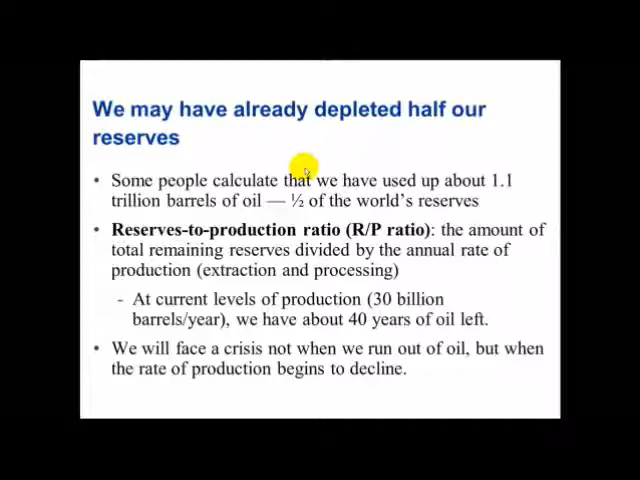 We may have already depleted half our
reserves
• Some people calculate that we have used up about 1.1
trillion barrels of oil — ½ of the world's reserves
• Reserves-to-production ratio (R/P ratio): the amount of
total remaining reserves divided by the annual rate of
production (extraction and processing)
- At current levels of production (30 billion
barrels/year), we have about 40 years of oil left.
• We will face a crisis not when we run out of oil, but when
the rate of production begins to decline.